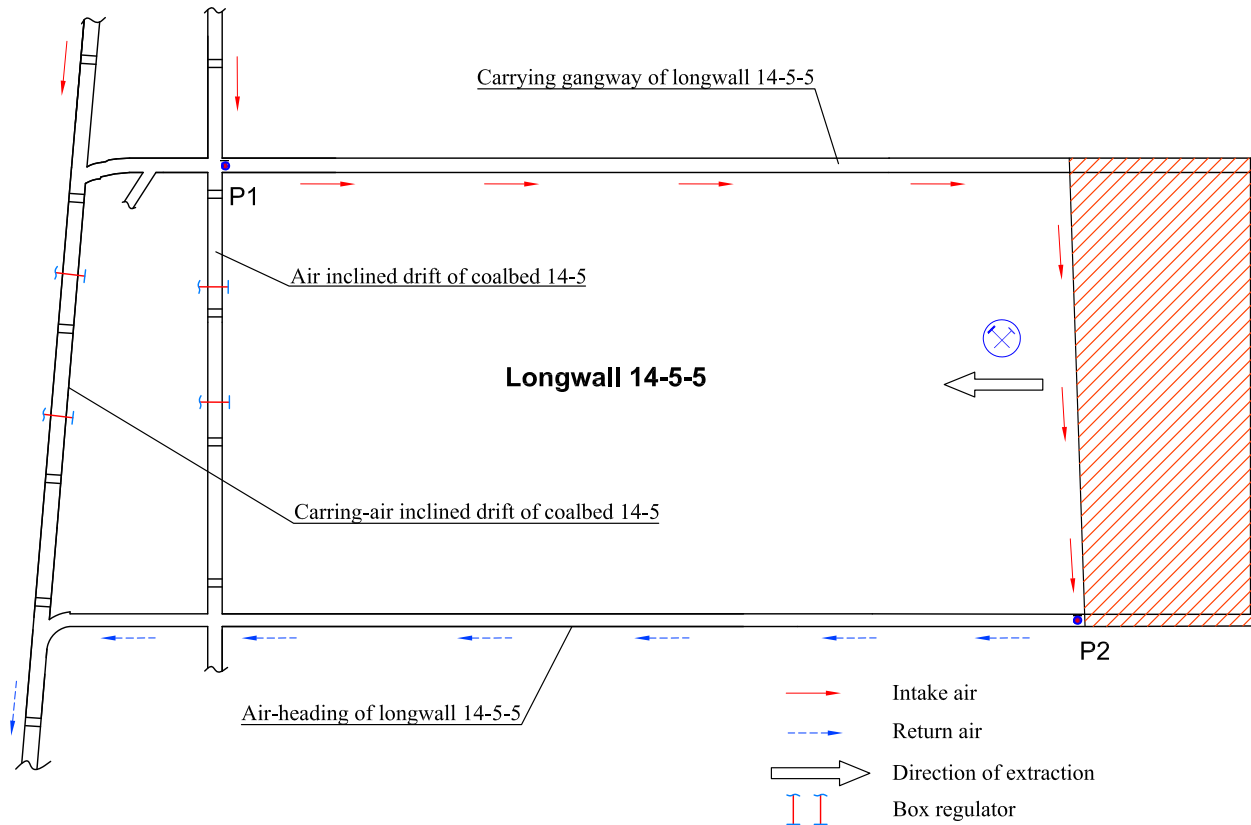 Carrying gangway of longwall 14-5-5
P1
Air inclined drift of coalbed 14-5
Longwall 14-5-5
Carring-air inclined drift of coalbed 14-5
P2
Air-heading of longwall 14-5-5
Intake air
Return air
Direction of extraction
Box regulator